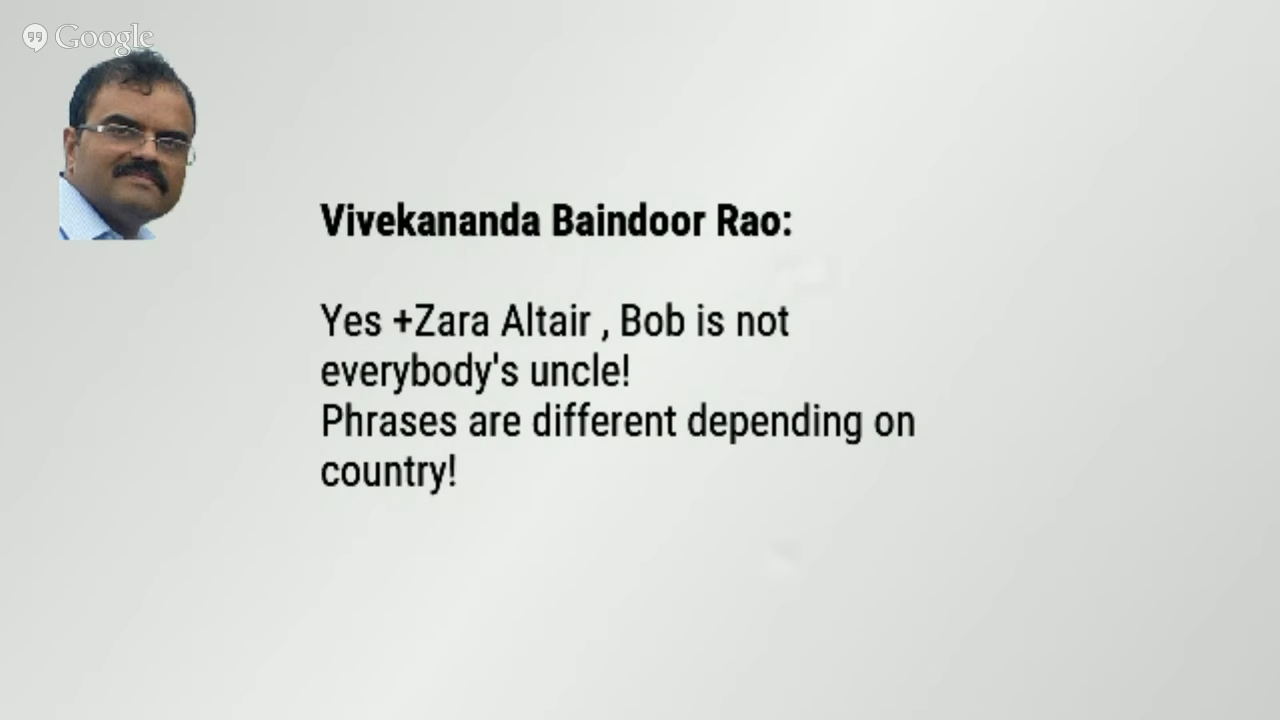 Google
Vivekananda Baindoor Rao:
Yes +Zara Altair , Bob is not
everybody's uncle!
Phrases are different depending on
country!